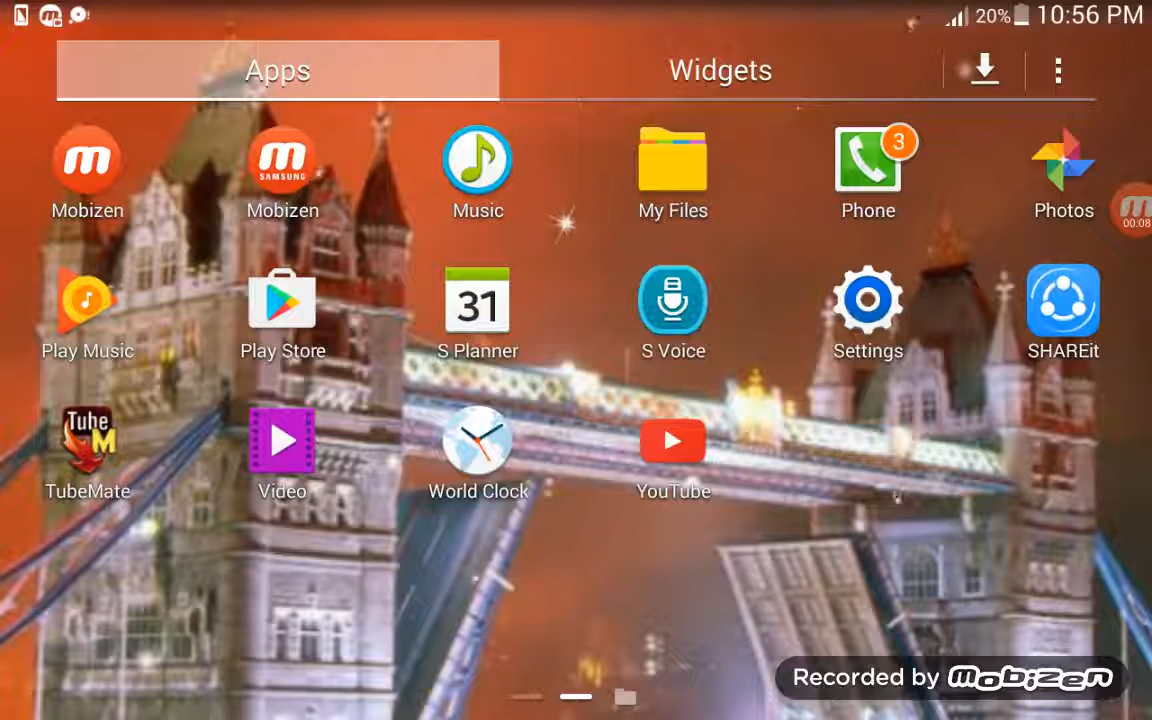 20% 10:56 PM
Apps Widgets
m m SAMSUNG 3
Mobizen Mobizen Music My Files Phone Photos
m 00:08
31
Play Music Play Store S Planner S Voice Settings SHAREit
Tube M
TubeMate Video World Clock YouTube
Recorded by Mobizen